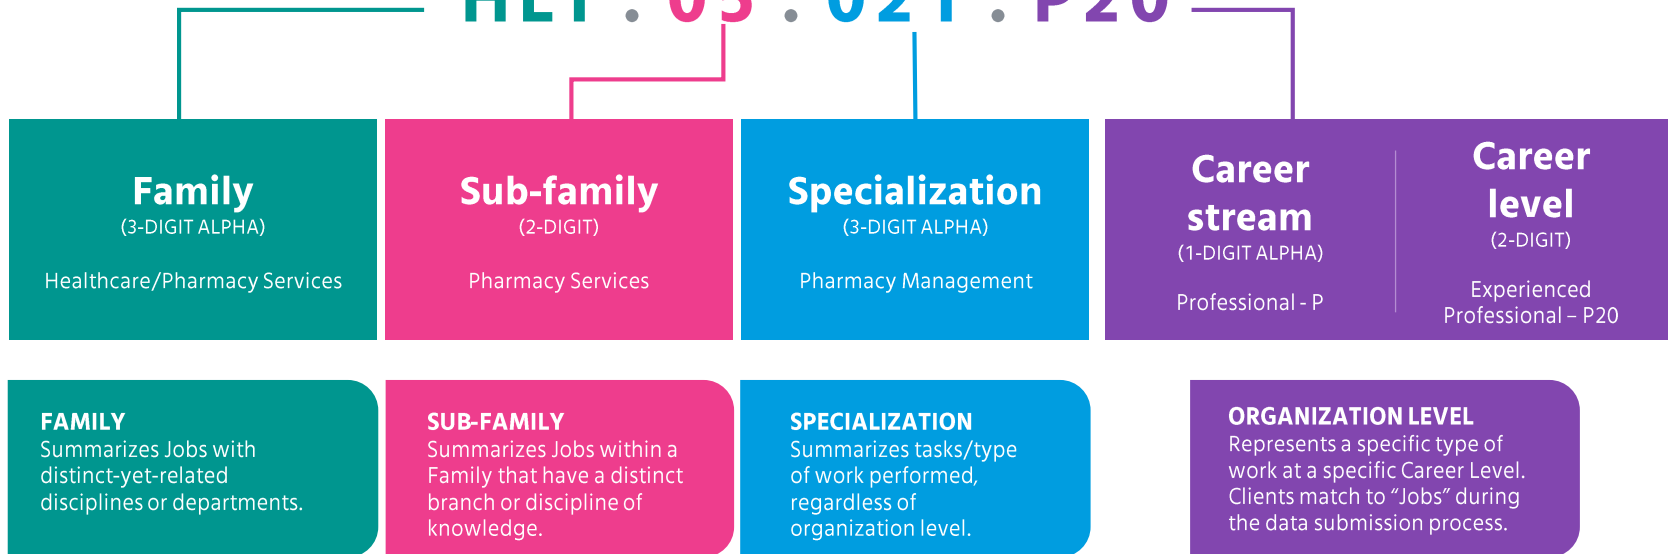 P20
Family
(3-DIGIT ALPHA)
Healthcare/Pharmacy Services
Sub-family
(2-DIGIT)
Pharmacy Services
Specialization
(3-DIGIT ALPHA)
Pharmacy Management
Career
stream
(1-DIGIT ALPHA)
Professional - P
Career
level
(2-DIGIT)
Experienced
Professional – P20
FAMILY
Summarizes Jobs with
distinct-yet-related
disciplines or departments.
SUB-FAMILY
Summarizes Jobs within a
Family that have a distinct
branch or discipline of
knowledge.
SPECIALIZATION
Summarizes tasks/type
of work performed,
regardless of
organization level.
ORGANIZATION LEVEL
Represents a specific type of
work at a specific Career Level.
Clients match to “Jobs” during
the data submission process.